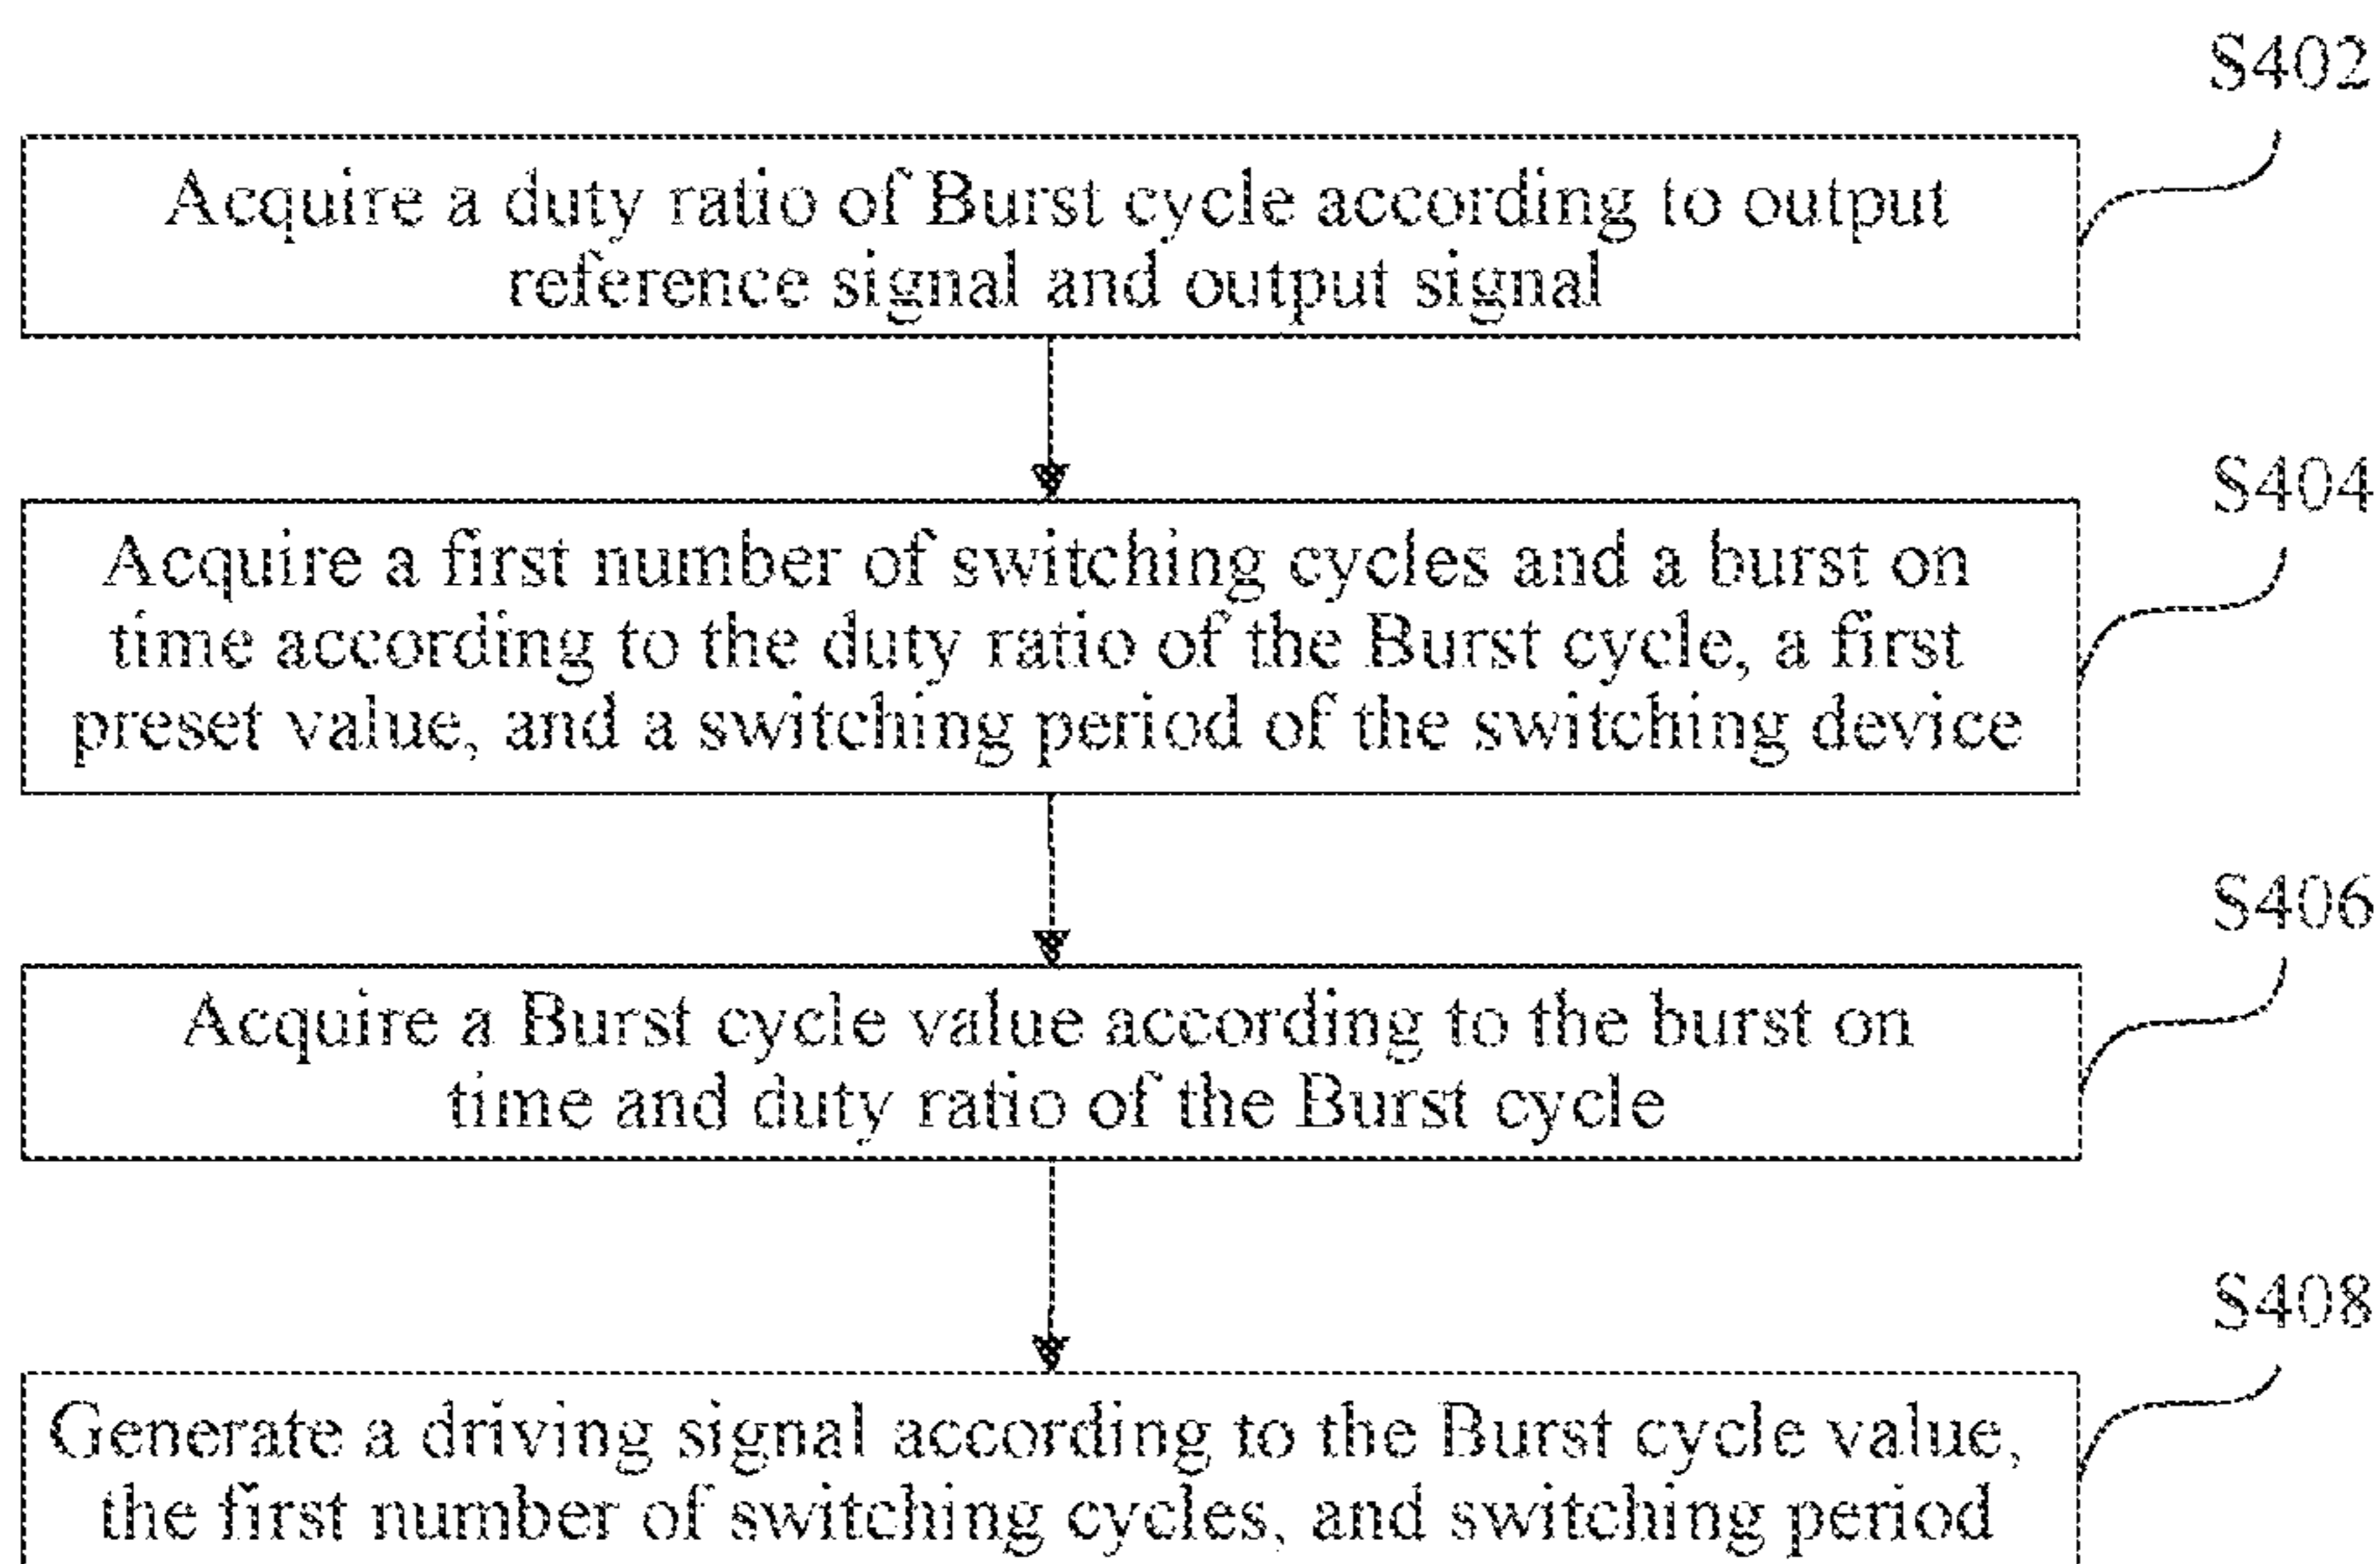 S402
Acquire a duty ratio of Burst cycle according to output
reference signal and output signal
S404
Acquire a first number of switching cycles and a burst on
time according to the duty ratio of the Burst cycle, a first
preset value, and a switching period of the switching device
S406
Acquire a Burst cycle value according to the burst on
time and duty ratio of the Burst cycle
S408
Generate a driving signal according to the Burst cycle value,
the first number of switching cycles, and switching period